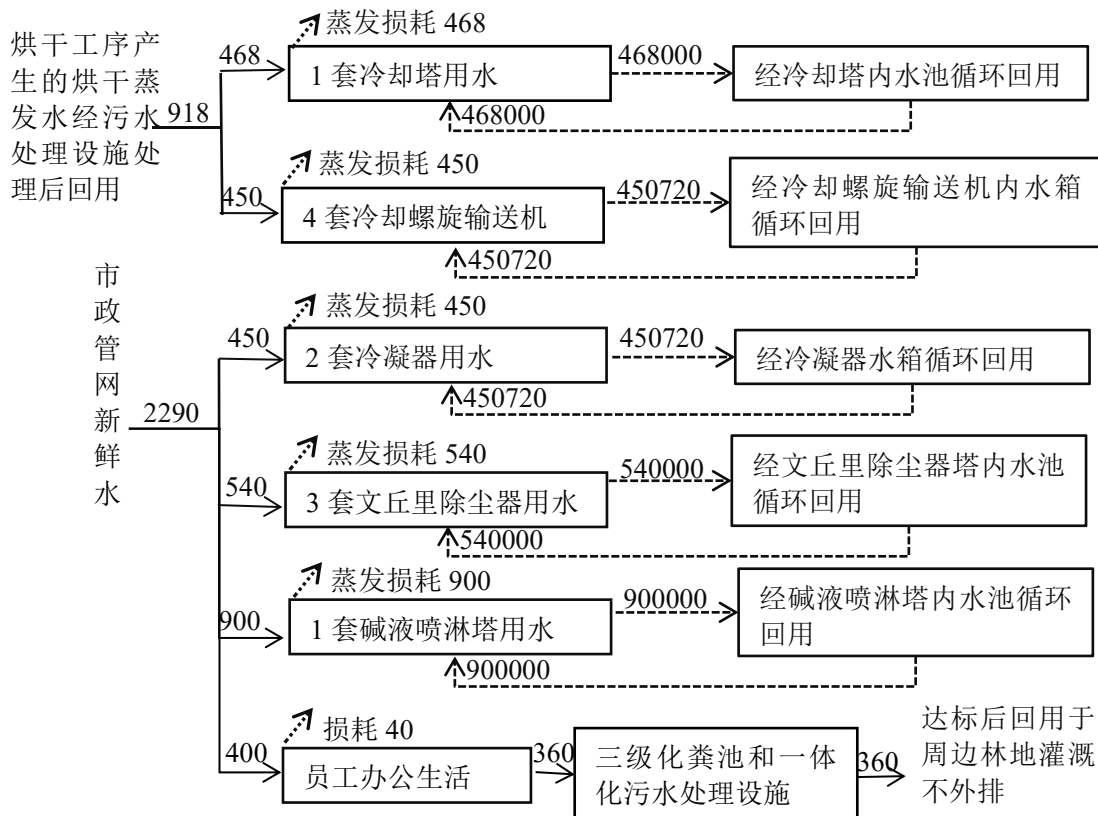 烘干工序产
生的烘干蒸
发水经污水
处理设施处
理后回用
918
468
蒸发损耗 468
1 套冷却塔用水
468000
经冷却塔内水池循环回用
468000
450
蒸发损耗 450
4 套冷却螺旋输送机
450720
经冷却螺旋输送机内水箱
循环回用
450720
市
政
管
网
新
鲜
水
2290
450
蒸发损耗 450
2 套冷凝器用水
450720
经冷凝器水箱循环回用
450720
540
蒸发损耗 540
3 套文丘里除尘器用水
540000
经文丘里除尘器塔内水池
循环回用
540000
900
蒸发损耗 900
1 套碱液喷淋塔用水
900000
经碱液喷淋塔内水池循环
回用
900000
400
损耗 40
员工办公生活
360
三级化粪池和一体
化污水处理设施
360
达标后回用于
周边林地灌溉
不外排